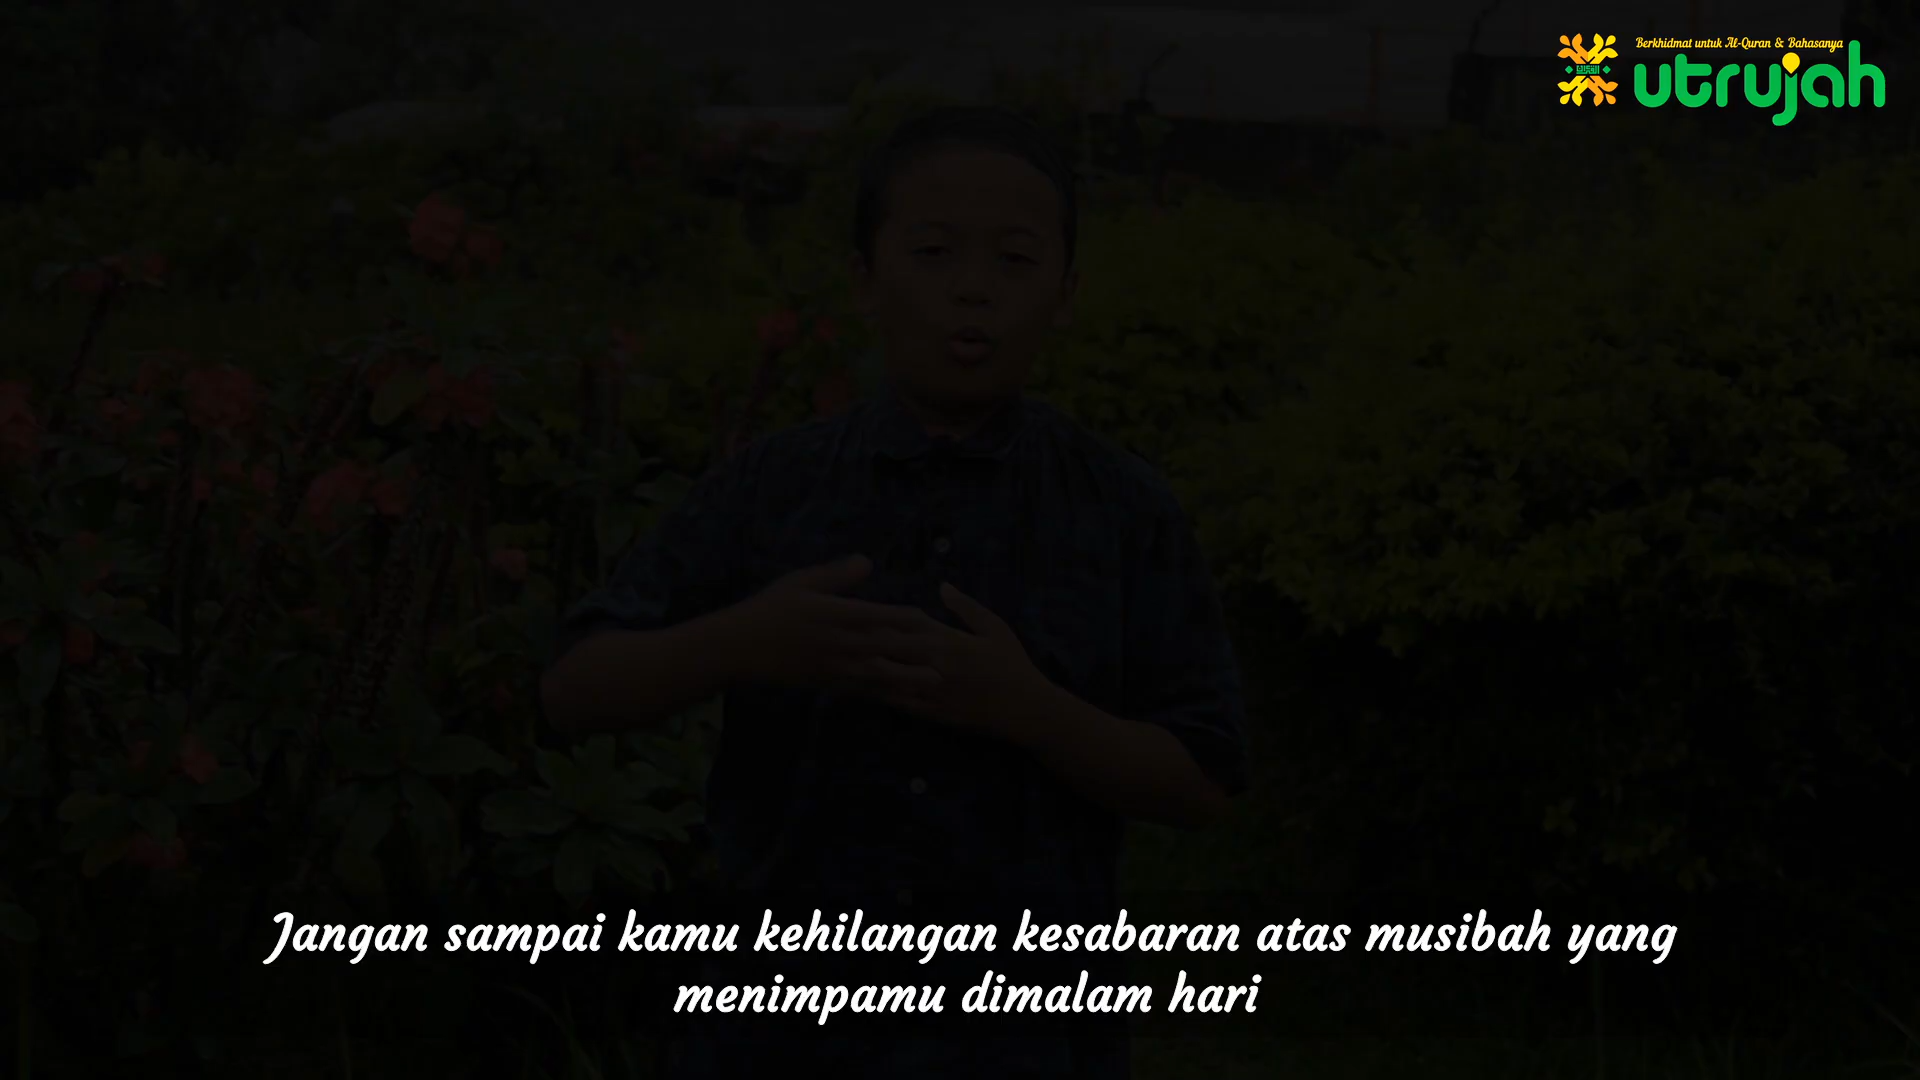 Berkhidmat untuk Al-Quran & Bahasanya
utrujah
Jangan sampai kamu kehilangan kesabaran atas musibah yang
menimpamu dimalam hari